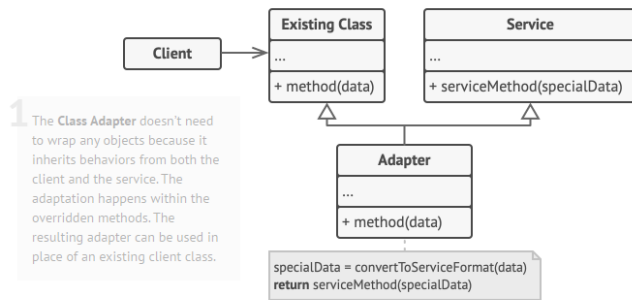 Existing Class
...
+ method(data)
Service
...
+ serviceMethod(specialData)
Client
1
The Class Adapter doesn't need
to wrap any objects because it
inherits behaviors from both the
client and the service. The
adaptation happens within the
overridden methods. The
resulting adapter can be used in
place of an existing client class.
Adapter
...
+ method(data)
specialData = convertToServiceFormat(data)
return serviceMethod(specialData)